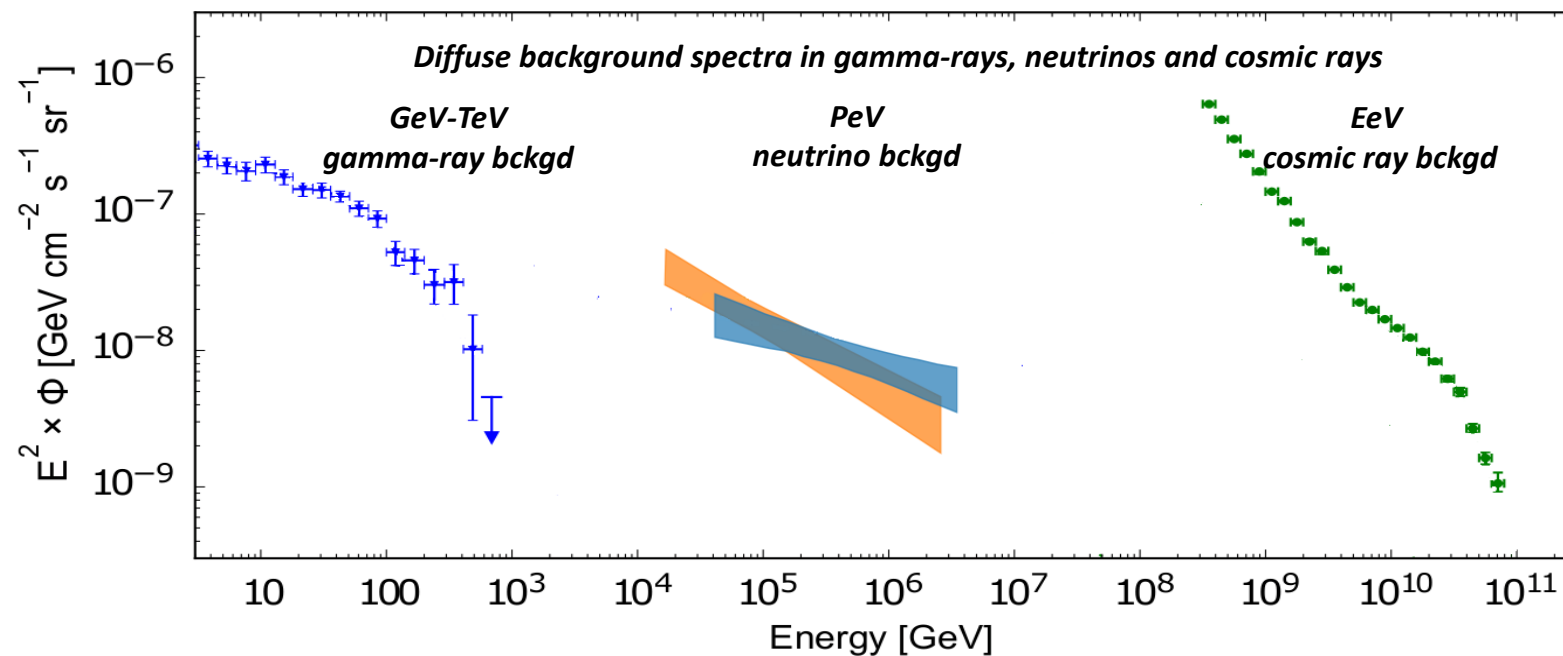 Diffuse background spectra in gamma-rays, neutrinos and cosmic rays
GeV-TeV
gamma-ray bckgd
PeV
neutrino bckgd
EeV
cosmic ray bckgd
E² × Φ [GeV cm⁻² s⁻¹ sr⁻¹]
10⁻⁶
10⁻⁷
10⁻⁸
10⁻⁹
10 100 10³ 10⁴ 10⁵ 10⁶ 10⁷ 10⁸ 10⁹ 10¹⁰ 10¹¹
Energy [GeV]